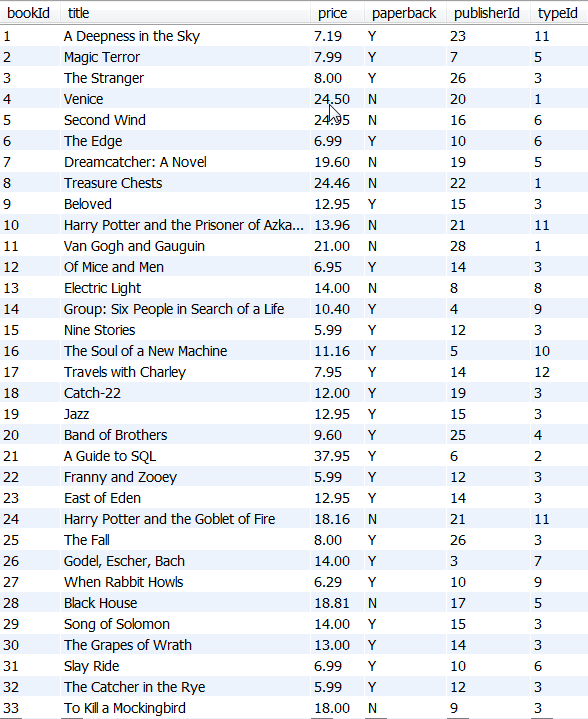 bookId title price paperback publisherId typeId
1 A Deepness in the Sky 7.19 Y 23 11
2 Magic Terror 7.99 Y 7 5
3 The Stranger 8.00 Y 26 3
4 Venice 24.50 N 20 1
5 Second Wind 24.95 N 16 6
6 The Edge 6.99 Y 10 6
7 Dreamcatcher: A Novel 19.60 N 19 5
8 Treasure Chests 24.46 N 22 1
9 Beloved 12.95 Y 15 3
10 Harry Potter and the Prisoner of Azka... 13.96 N 21 11
11 Van Gogh and Gauguin 21.00 N 28 1
12 Of Mice and Men 6.95 Y 14 3
13 Electric Light 14.00 N 8 8
14 Group: Six People in Search of a Life 10.40 Y 4 9
15 Nine Stories 5.99 Y 12 3
16 The Soul of a New Machine 11.16 Y 5 10
17 Travels with Charley 7.95 Y 14 12
18 Catch-22 12.00 Y 19 3
19 Jazz 12.95 Y 15 3
20 Band of Brothers 9.60 Y 25 4
21 A Guide to SQL 37.95 Y 6 2
22 Franny and Zooey 5.99 Y 12 3
23 East of Eden 12.95 Y 14 3
24 Harry Potter and the Goblet of Fire 18.16 N 21 11
25 The Fall 8.00 Y 26 3
26 Godel, Escher, Bach 14.00 Y 3 7
27 When Rabbit Howls 6.29 Y 10 9
28 Black House 18.81 N 17 5
29 Song of Solomon 14.00 Y 15 3
30 The Grapes of Wrath 13.00 Y 14 3
31 Slay Ride 6.99 Y 10 6
32 The Catcher in the Rye 5.99 Y 12 3
33 To Kill a Mockingbird 18.00 N 9 3